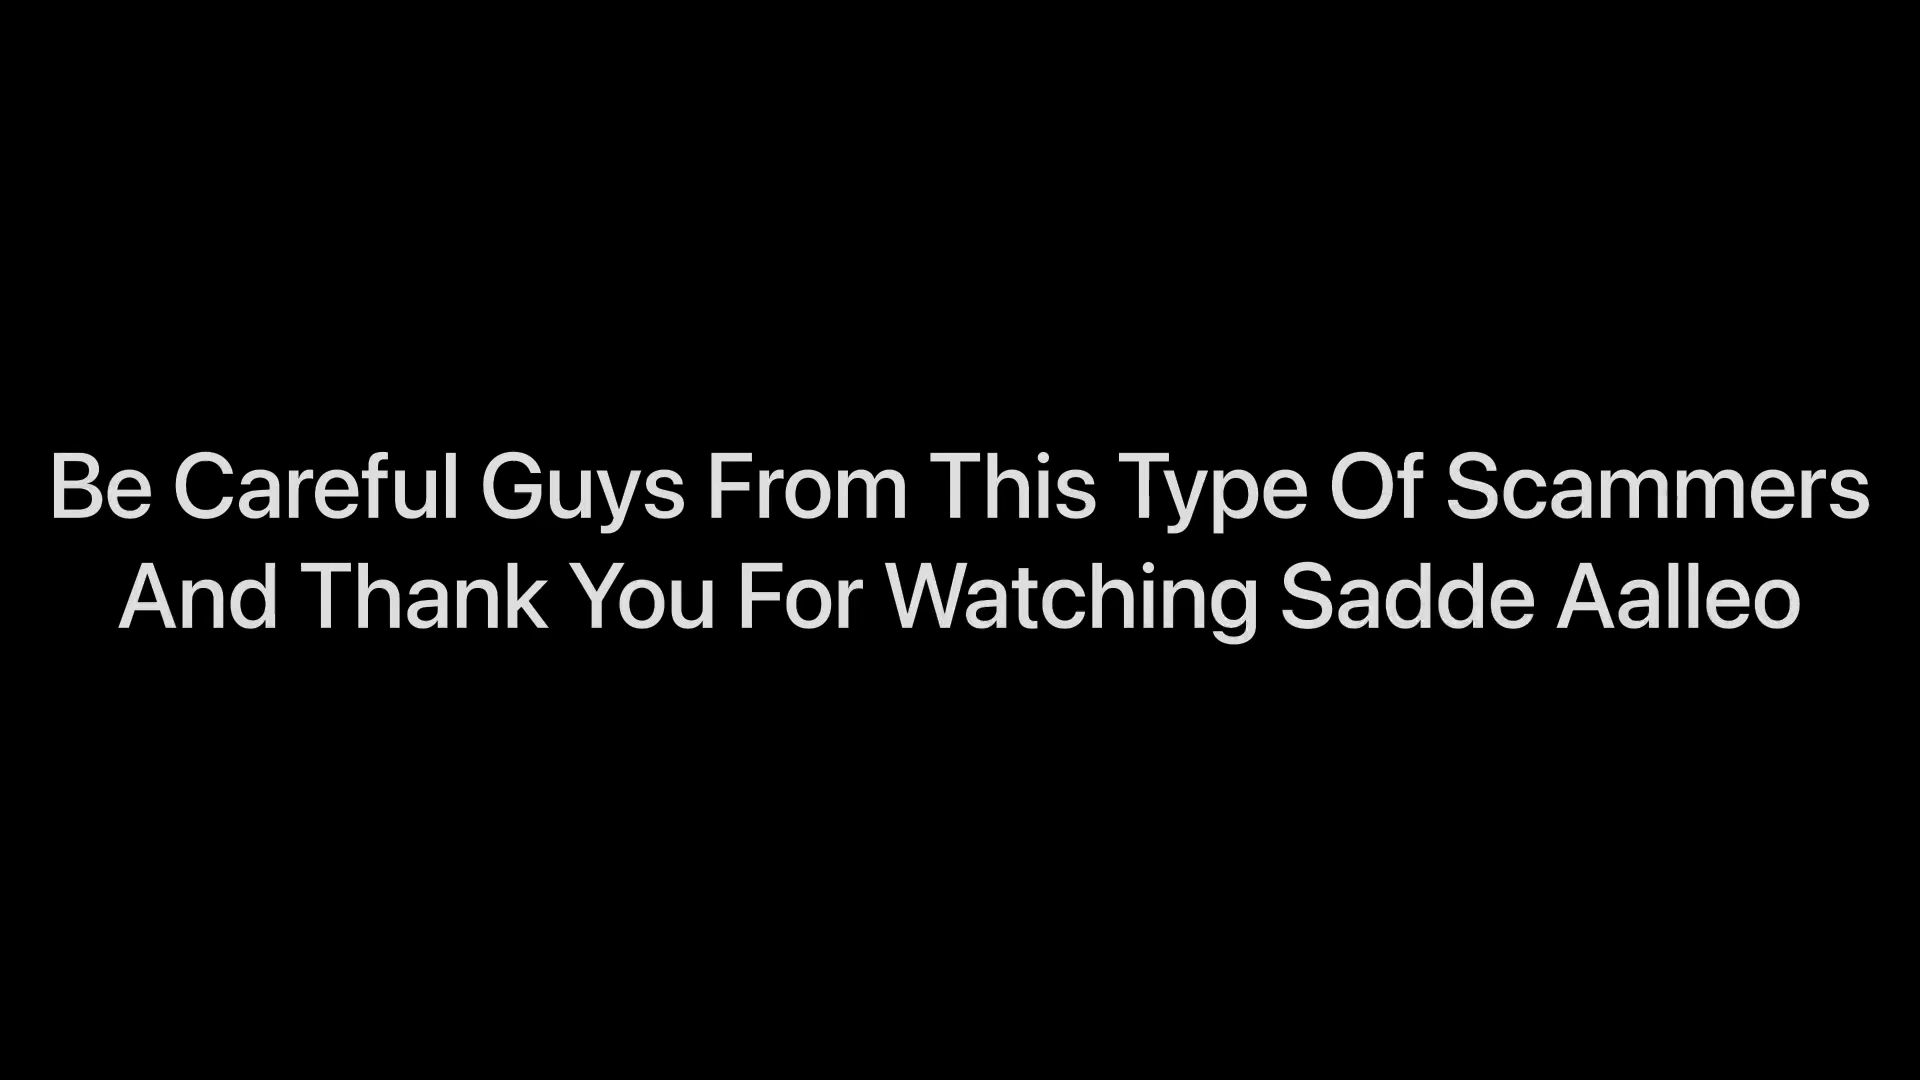 Be Careful Guys From This Type Of Scammers
And Thank You For Watching Sadde Aalleo